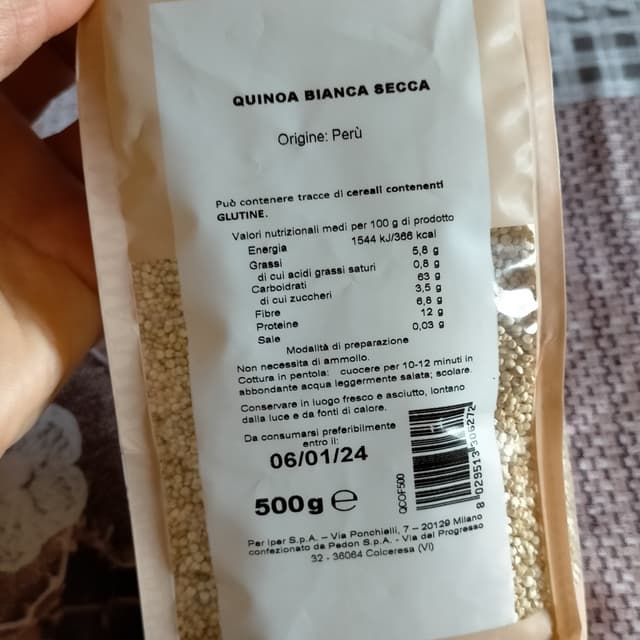 QUINOA BIANCA SECCA
Origine: Perù
Può contenere tracce di cereali contenenti
GLUTINE.
Valori nutrizionali medi per 100 g di prodotto
Energia 1544 kJ/366 kcal
Grassi 5,8 g
di cui acidi grassi saturi 0,8 g
Carboidrati 63 g
di cui zuccheri 3,5 g
Fibre 6,8 g
Proteine 12 g
Sale 0,03 g
Modalità di preparazione
Non necessita di ammollo.
Cottura in pentola: cuocere per 10-12 minuti in
abbondante acqua leggermente salata; scolare.
Conservare in luogo fresco e asciutto, lontano
dalla luce e da fonti di calore.
Da consumarsi preferibilmente
entro il:
06/01/24
500g e
QCOF500
8 029513 306272
Per Iper S.p.A. – Via Ponchielli, 7 – 20129 Milano
confezionato da Pedon S.p.A. - Via del Progresso
32 - 36064 Colceresa (VI)